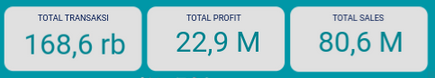 TOTAL TRANSAKSI
168,6 rb
TOTAL PROFIT
22,9 M
TOTAL SALES
80,6 M